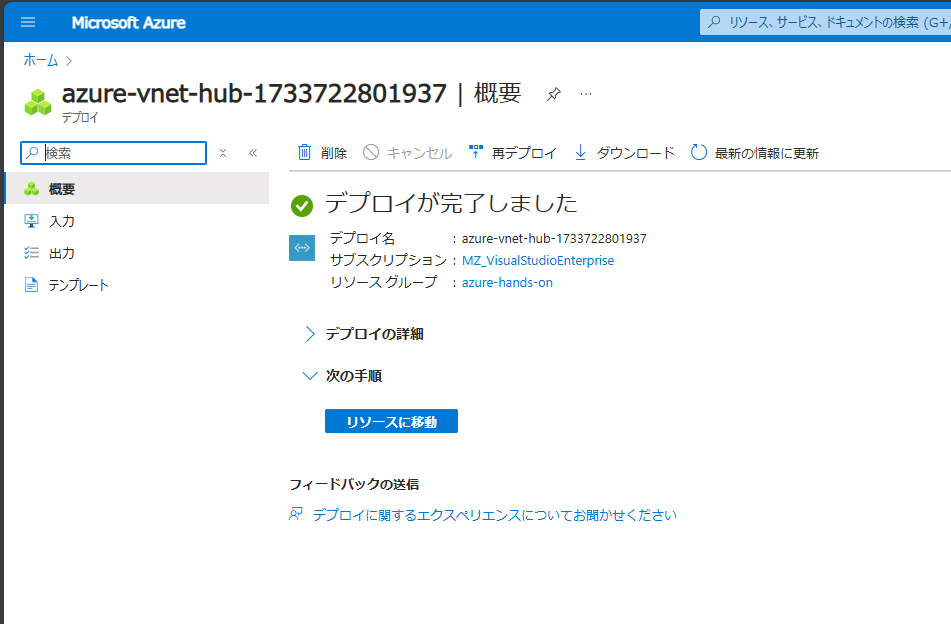 Microsoft Azure
リソース、サービス、ドキュメントの検索 (G+/
ホーム
azure-vnet-hub-1733722801937 | 概要
デプロイ
検索
削除 キャンセル 再デプロイ ダウンロード 最新の情報に更新
概要
入力
出力
テンプレート
デプロイが完了しました
デプロイ名 : azure-vnet-hub-1733722801937
サブスクリプション : MZ_VisualStudioEnterprise
リソース グループ : azure-hands-on
デプロイの詳細
次の手順
リソースに移動
フィードバックの送信
デプロイに関するエクスペリエンスについてお聞かせください